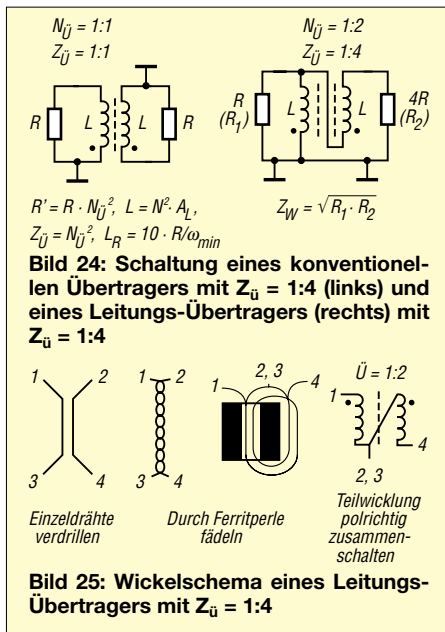 N_Ü = 1:1
Z_Ü = 1:1
R
L
L
R
N_Ü = 1:2
Z_Ü = 1:4
R
(R₁)
L
L
4R
(R₂)
R' = R · N_Ü², L = N² · A_L,
Z_Ü = N_Ü², L_R = 10 · R/ω_min
Z_W = √R₁ · R₂
Bild 24: Schaltung eines konventionel-
len Übertragers mit Z_ü = 1:4 (links) und
eines Leitungs-Übertragers (rechts) mit
Z_ü = 1:4
1 2
3 4
1 2
3 4
1 2, 3 4
Ü = 1:2
1
4
2, 3
Einzeldrähte
verdrillen
Durch Ferritperle
fädeln
Teilwicklung
polrichtig
zusammen-
schalten
Bild 25: Wickelschema eines Leitungs-
Übertragers mit Z_ü = 1:4